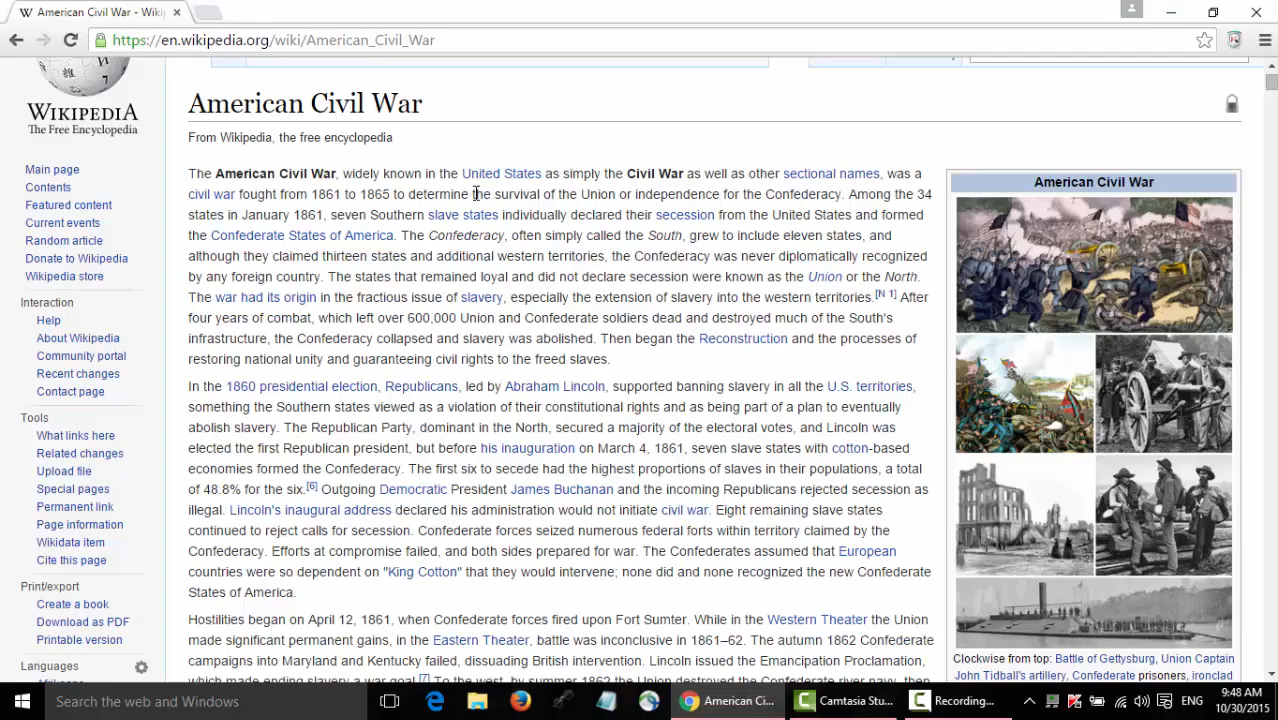 American Civil War - Wiki
https://en.wikipedia.org/wiki/American_Civil_War
WIKIPEDIA
The Free Encyclopedia
Main page
Contents
Featured content
Current events
Random article
Donate to Wikipedia
Wikipedia store
Interaction
Help
About Wikipedia
Community portal
Recent changes
Contact page
Tools
What links here
Related changes
Upload file
Special pages
Permanent link
Page information
Wikidata item
Cite this page
Print/export
Create a book
Download as PDF
Printable version
Languages
American Civil War
From Wikipedia, the free encyclopedia
The American Civil War, widely known in the United States as simply the Civil War as well as other sectional names, was a
civil war fought from 1861 to 1865 to determine the survival of the Union or independence for the Confederacy. Among the 34
states in January 1861, seven Southern slave states individually declared their secession from the United States and formed
the Confederate States of America. The Confederacy, often simply called the South, grew to include eleven states, and
although they claimed thirteen states and additional western territories, the Confederacy was never diplomatically recognized
by any foreign country. The states that remained loyal and did not declare secession were known as the Union or the North.
The war had its origin in the fractious issue of slavery, especially the extension of slavery into the western territories.[N 1] After
four years of combat, which left over 600,000 Union and Confederate soldiers dead and destroyed much of the South's
infrastructure, the Confederacy collapsed and slavery was abolished. Then began the Reconstruction and the processes of
restoring national unity and guaranteeing civil rights to the freed slaves.
In the 1860 presidential election, Republicans, led by Abraham Lincoln, supported banning slavery in all the U.S. territories,
something the Southern states viewed as a violation of their constitutional rights and as being part of a plan to eventually
abolish slavery. The Republican Party, dominant in the North, secured a majority of the electoral votes, and Lincoln was
elected the first Republican president, but before his inauguration on March 4, 1861, seven slave states with cotton-based
economies formed the Confederacy. The first six to secede had the highest proportions of slaves in their populations, a total
of 48.8% for the six.[6] Outgoing Democratic President James Buchanan and the incoming Republicans rejected secession as
illegal. Lincoln's inaugural address declared his administration would not initiate civil war. Eight remaining slave states
continued to reject calls for secession. Confederate forces seized numerous federal forts within territory claimed by the
Confederacy. Efforts at compromise failed, and both sides prepared for war. The Confederates assumed that European
countries were so dependent on "King Cotton" that they would intervene; none did and none recognized the new Confederate
States of America.
Hostilities began on April 12, 1861, when Confederate forces fired upon Fort Sumter. While in the Western Theater the Union
made significant permanent gains, in the Eastern Theater, battle was inconclusive in 1861–62. The autumn 1862 Confederate
campaigns into Maryland and Kentucky failed, dissuading British intervention. Lincoln issued the Emancipation Proclamation,
which made ending slavery a war goal.[7] To the west, by summer 1862 the Union destroyed the Confederate river navy, then
American Civil War
Clockwise from top: Battle of Gettysburg, Union Captain
John Tidball's artillery, Confederate prisoners, ironclad
Search the web and Windows
American Ci...
Camtasia Stu...
Recording...
ENG
9:48 AM
10/30/2015